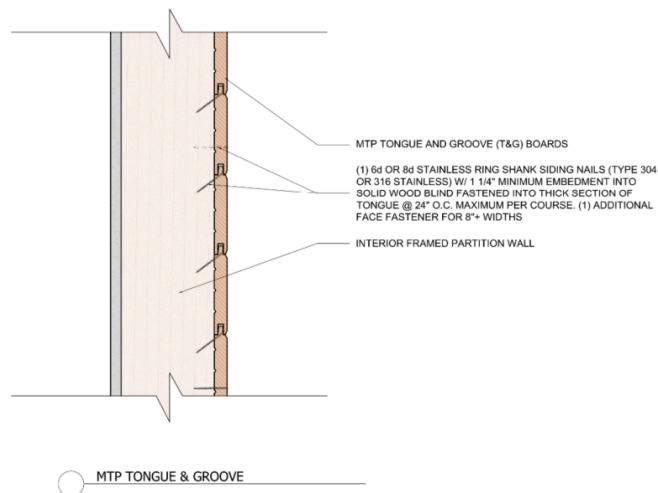 MTP TONGUE AND GROOVE (T&G) BOARDS
(1) 6d OR 8d STAINLESS RING SHANK SIDING NAILS (TYPE 304
OR 316 STAINLESS) W/ 1 1/4" MINIMUM EMBEDMENT INTO
SOLID WOOD BLIND FASTENED INTO THICK SECTION OF
TONGUE @ 24" O.C. MAXIMUM PER COURSE. (1) ADDITIONAL
FACE FASTENER FOR 8"+ WIDTHS
INTERIOR FRAMED PARTITION WALL
MTP TONGUE & GROOVE